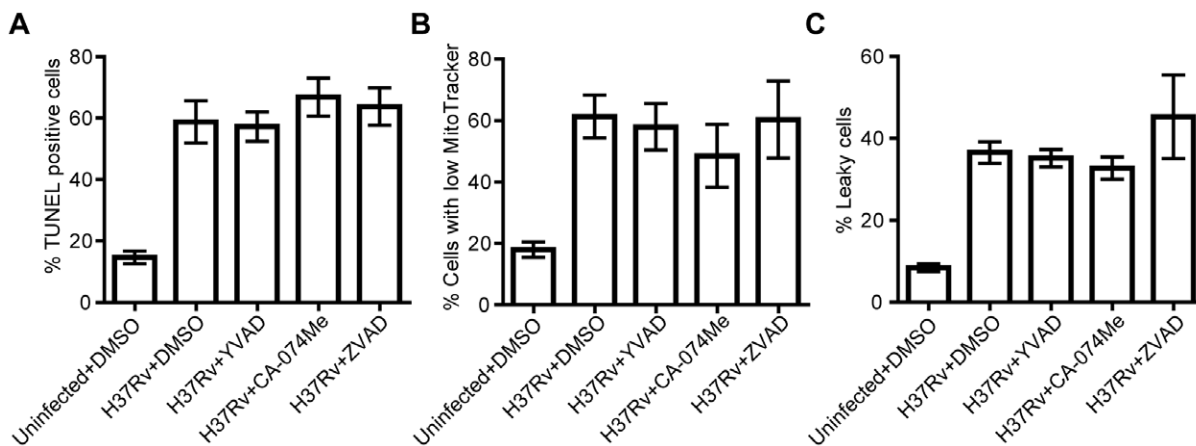 A
% TUNEL positive cells
80
60
40
20
0
Uninfected+DMSO
H37Rv+DMSO
H37Rv+YVAD
H37Rv+CA-074Me
H37Rv+ZVAD
B
% Cells with low MitoTracker
80
60
40
20
0
Uninfected+DMSO
H37Rv+DMSO
H37Rv+YVAD
H37Rv+CA-074Me
H37Rv+ZVAD
C
% Leaky cells
60
40
20
0
Uninfected+DMSO
H37Rv+DMSO
H37Rv+YVAD
H37Rv+CA-074Me
H37Rv+ZVAD